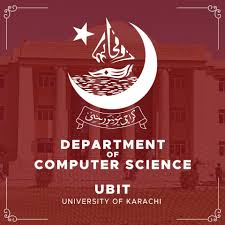 DEPARTMENT
OF
COMPUTER SCIENCE
UBIT
UNIVERSITY OF KARACHI